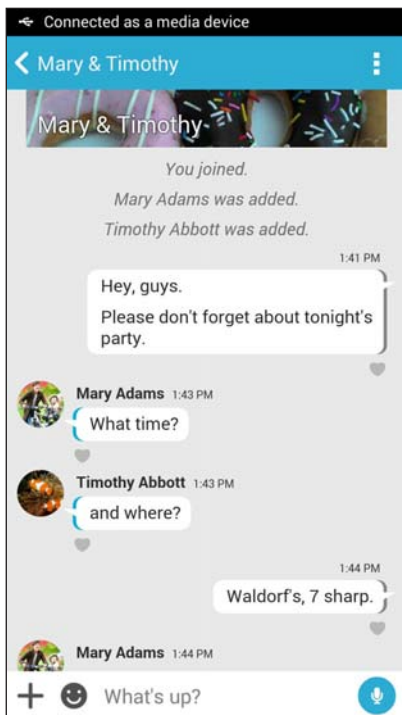 Connected as a media device
Mary & Timothy
Mary & Timothy
You joined.
Mary Adams was added.
Timothy Abbott was added.
1:41 PM
Hey, guys.
Please don't forget about tonight's
party.
Mary Adams 1:43 PM
What time?
Timothy Abbott 1:43 PM
and where?
1:44 PM
Waldorf's, 7 sharp.
Mary Adams 1:44 PM
What's up?